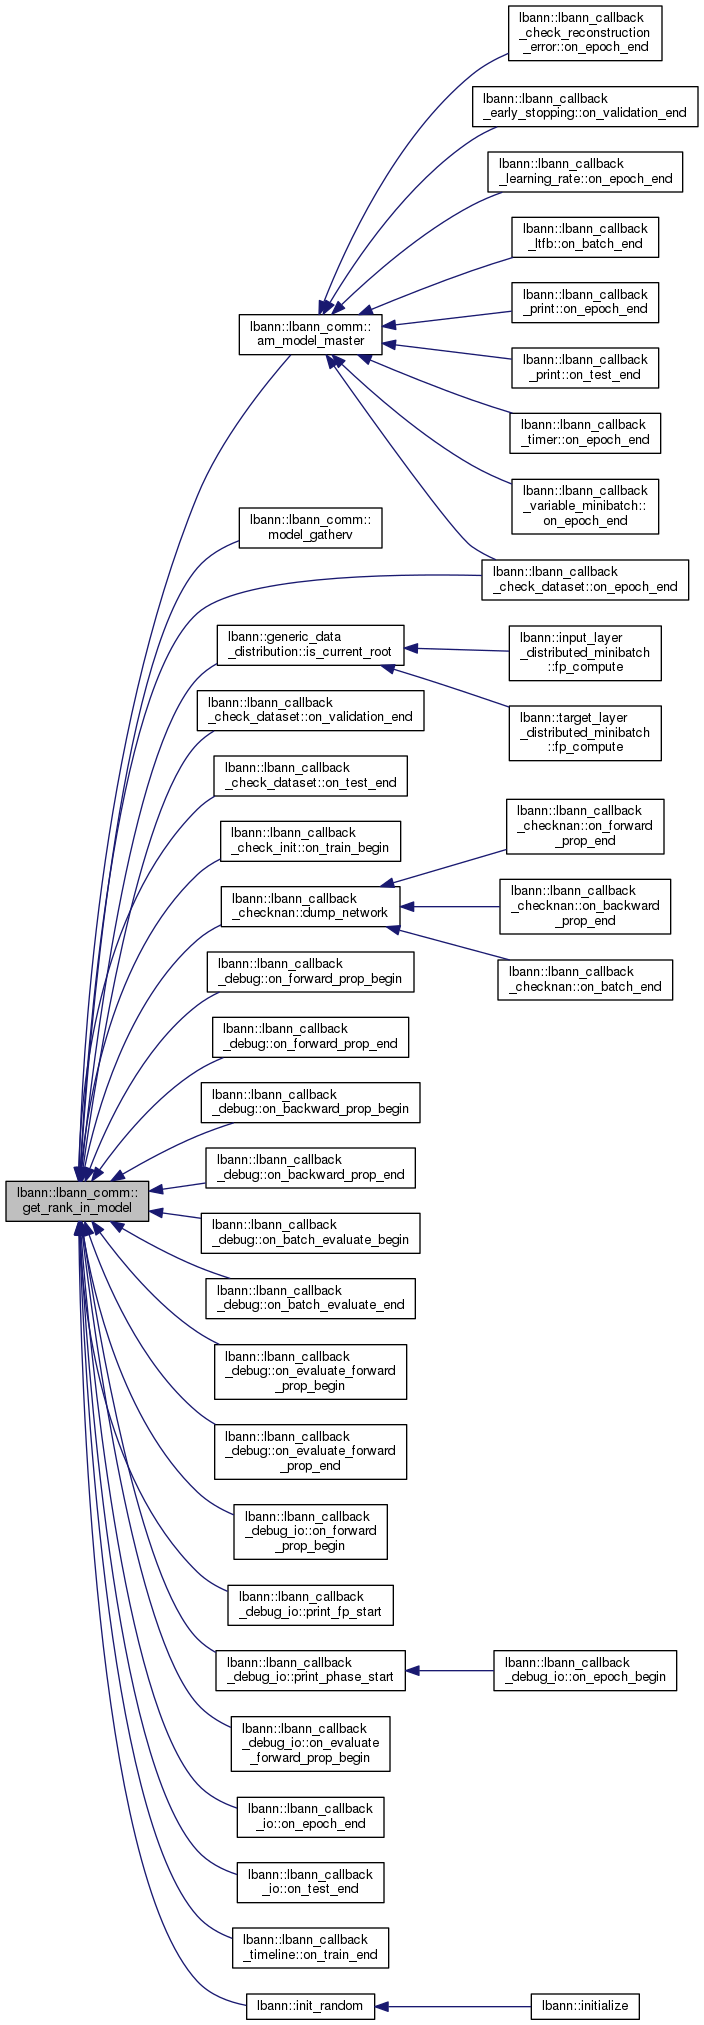 lbann::lbann_callback
_check_reconstruction
_error::on_epoch_end
lbann::lbann_callback
_early_stopping::on_validation_end
lbann::lbann_callback
_learning_rate::on_epoch_end
lbann::lbann_callback
_ltfb::on_batch_end
lbann::lbann_callback
_print::on_epoch_end
lbann::lbann_comm::
am_model_master
lbann::lbann_callback
_print::on_test_end
lbann::lbann_callback
_timer::on_epoch_end
lbann::lbann_callback
_variable_minibatch::
on_epoch_end
lbann::lbann_comm::
model_gatherv
lbann::lbann_callback
_check_dataset::on_epoch_end
lbann::generic_data
_distribution::is_current_root
lbann::input_layer
_distributed_minibatch
::fp_compute
lbann::lbann_callback
_check_dataset::on_validation_end
lbann::target_layer
_distributed_minibatch
::fp_compute
lbann::lbann_callback
_check_dataset::on_test_end
lbann::lbann_callback
_check_init::on_train_begin
lbann::lbann_callback
_checknan::on_forward
_prop_end
lbann::lbann_callback
_checknan::dump_network
lbann::lbann_callback
_checknan::on_backward
_prop_end
lbann::lbann_callback
_debug::on_forward_prop_begin
lbann::lbann_callback
_checknan::on_batch_end
lbann::lbann_callback
_debug::on_forward_prop_end
lbann::lbann_callback
_debug::on_backward_prop_begin
lbann::lbann_callback
_debug::on_backward_prop_end
lbann::lbann_comm::
get_rank_in_model
lbann::lbann_callback
_debug::on_batch_evaluate_begin
lbann::lbann_callback
_debug::on_batch_evaluate_end
lbann::lbann_callback
_debug::on_evaluate_forward
_prop_begin
lbann::lbann_callback
_debug::on_evaluate_forward
_prop_end
lbann::lbann_callback
_debug_io::on_forward
_prop_begin
lbann::lbann_callback
_debug_io::print_fp_start
lbann::lbann_callback
_debug_io::print_phase_start
lbann::lbann_callback
_debug_io::on_epoch_begin
lbann::lbann_callback
_debug_io::on_evaluate
_forward_prop_begin
lbann::lbann_callback
_io::on_epoch_end
lbann::lbann_callback
_io::on_test_end
lbann::lbann_callback
_timeline::on_train_end
lbann::init_random
lbann::initialize